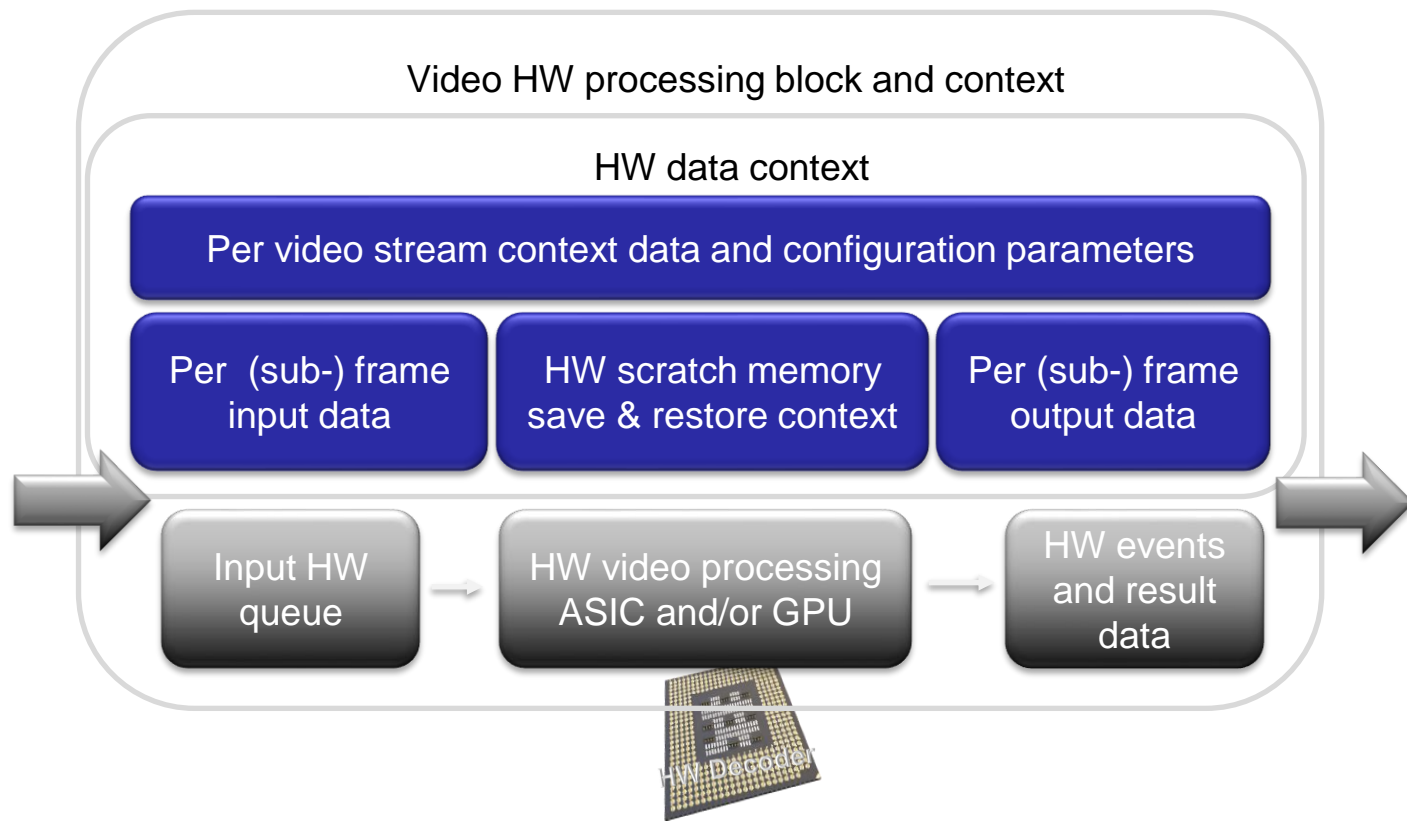 Video HW processing block and context
HW data context
Per video stream context data and configuration parameters
Per (sub-) frame
input data
HW scratch memory
save & restore context
Per (sub-) frame
output data
Input HW
queue
HW video processing
ASIC and/or GPU
HW events
and result
data
HW Decoder